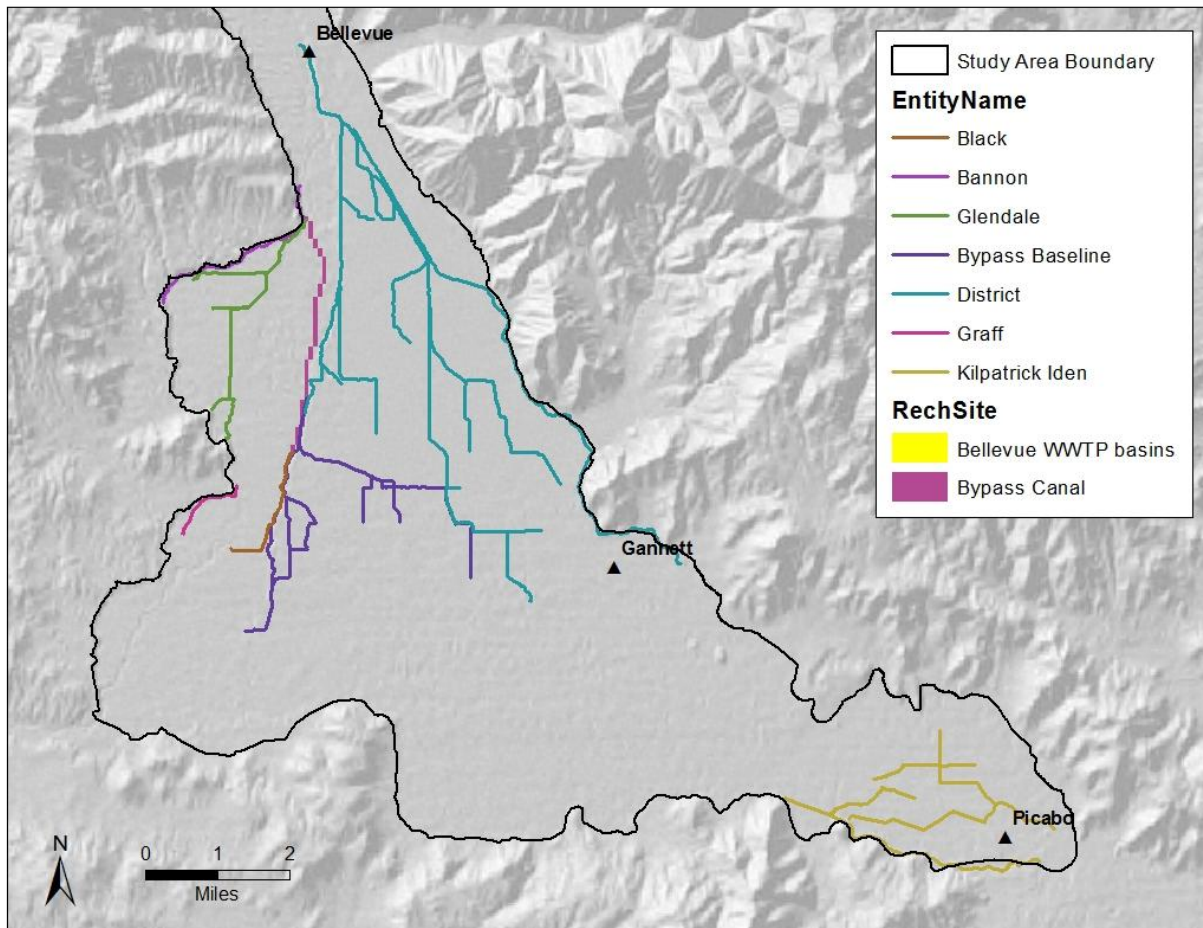 Bellevue
Study Area Boundary
EntityName
Black
Bannon
Glendale
Bypass Baseline
District
Graff
Kilpatrick Iden
RechSite
Bellevue WWTP basins
Bypass Canal
Gannett
Picabo
N
0 1 2
Miles